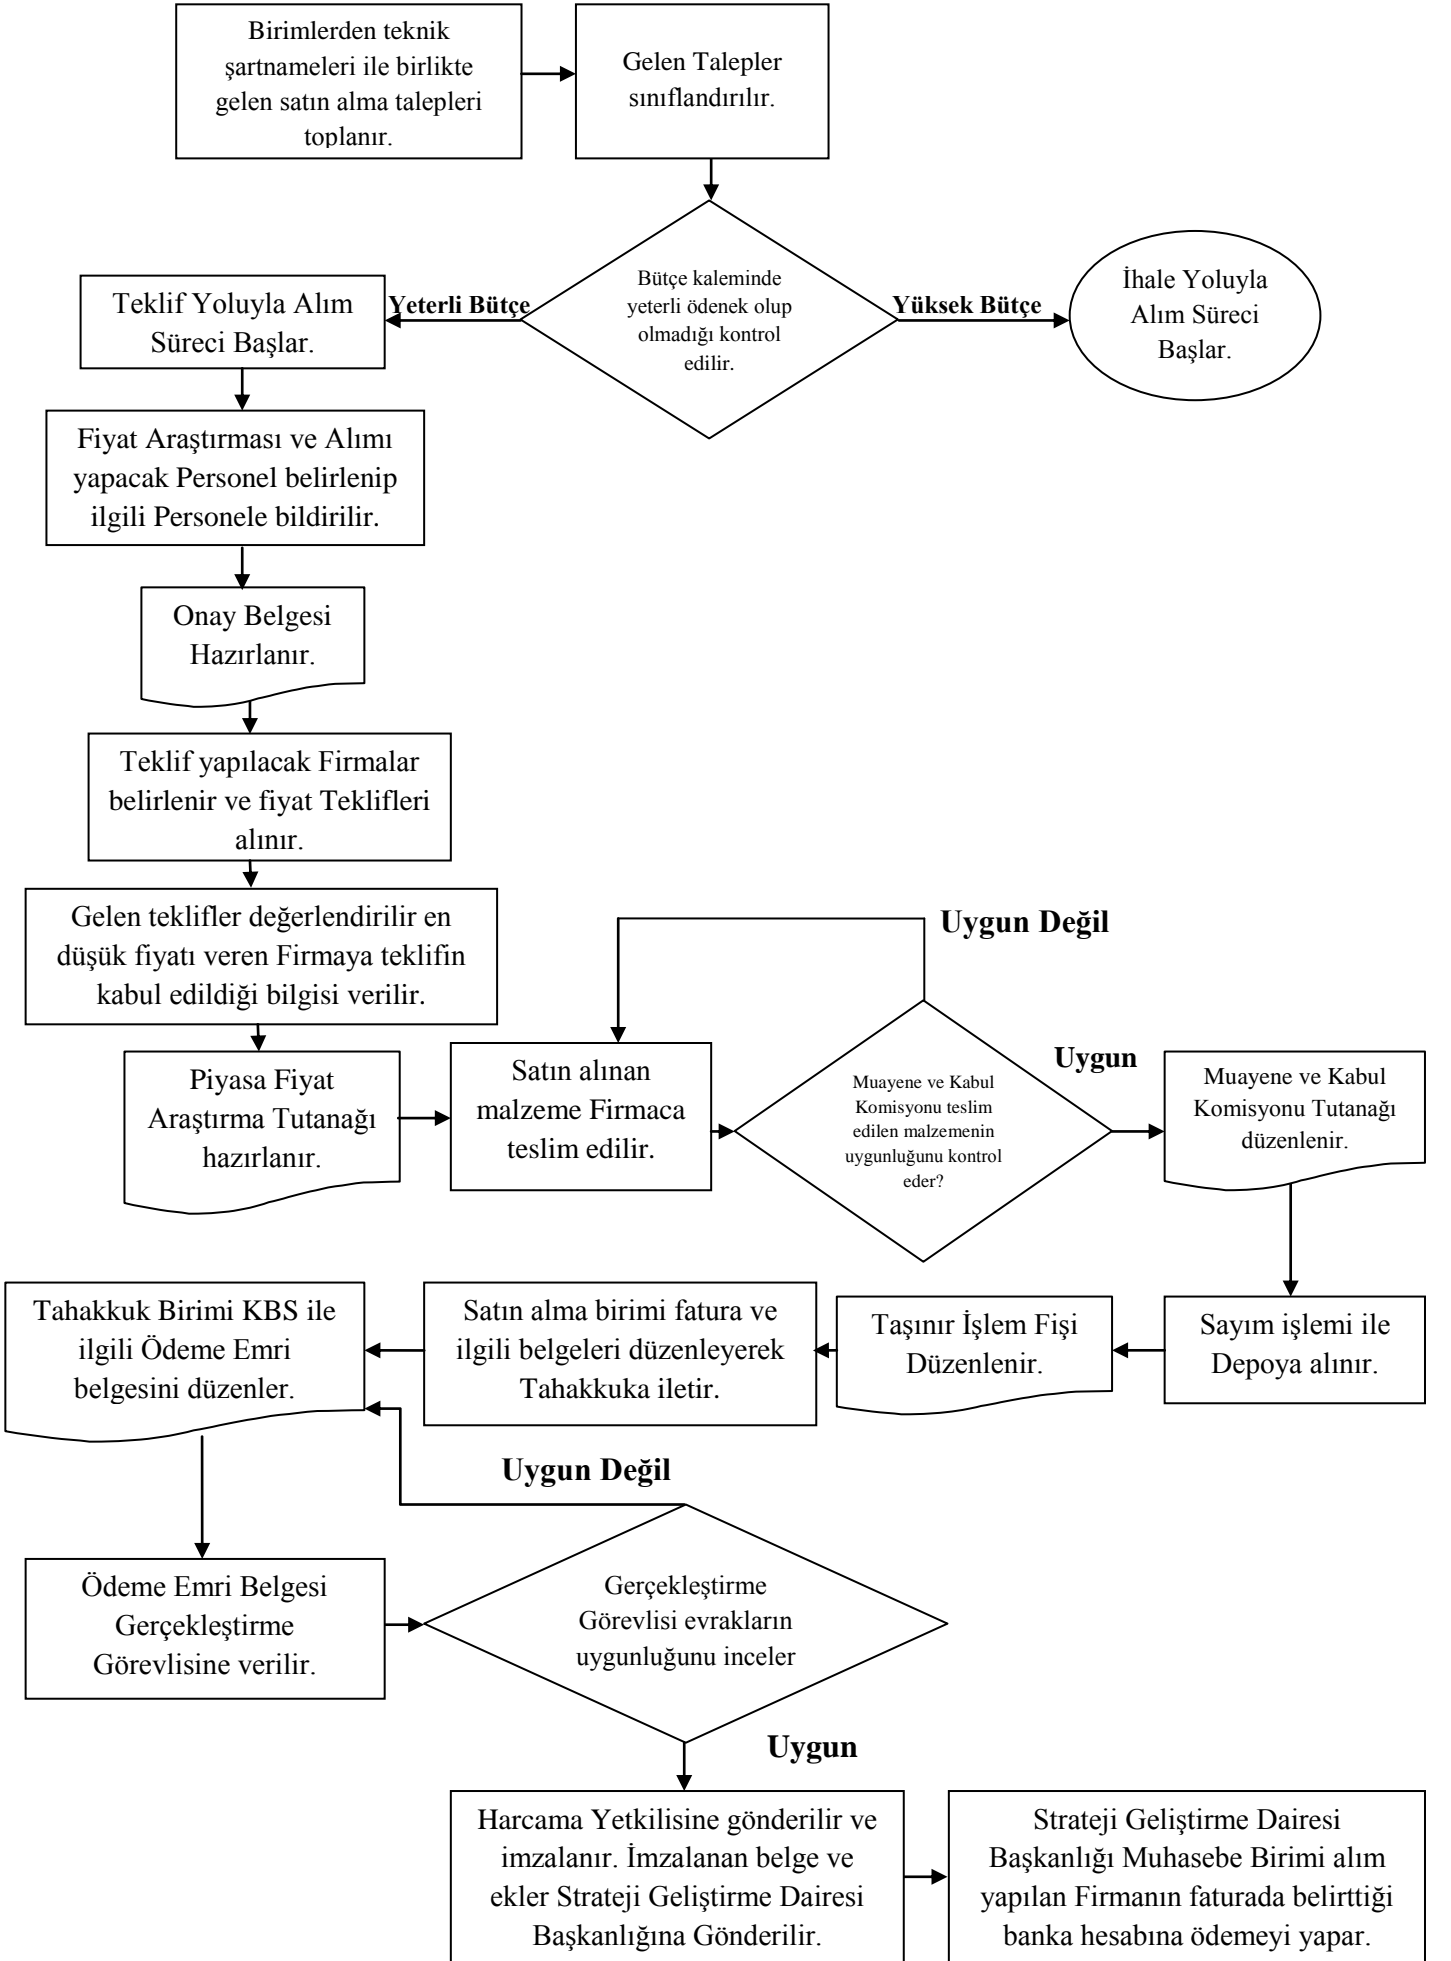 Birimlerden teknik
şartnameleri ile birlikte
gelen satın alma talepleri
toplanır.
Gelen Talepler
sınıflandırılır.
Bütçe kaleminde
yeterli ödenek olup
olmadığı kontrol
edilir.
Yeterli Bütçe
Yüksek Bütçe
Teklif Yoluyla Alım
Süreci Başlar.
İhale Yoluyla
Alım Süreci
Başlar.
Fiyat Araştırması ve Alımı
yapacak Personel belirlenip
ilgili Personele bildirilir.
Onay Belgesi
Hazırlanır.
Teklif yapılacak Firmalar
belirlenir ve fiyat Teklifleri
alınır.
Gelen teklifler değerlendirilir en
düşük fiyatı veren Firmaya teklifin
kabul edildiği bilgisi verilir.
Piyasa Fiyat
Araştırma Tutanağı
hazırlanır.
Satın alınan
malzeme Firmaca
teslim edilir.
Uygun Değil
Muayene ve Kabul
Komisyonu teslim
edilen malzemenin
uygunluğunu kontrol
eder?
Uygun
Muayene ve Kabul
Komisyonu Tutanağı
düzenlenir.
Sayım işlemi ile
Depoya alınır.
Taşınır İşlem Fişi
Düzenlenir.
Satın alma birimi fatura ve
ilgili belgeleri düzenleyerek
Tahakkuka iletir.
Tahakkuk Birimi KBS ile
ilgili Ödeme Emri
belgesini düzenler.
Uygun Değil
Ödeme Emri Belgesi
Gerçekleştirme
Görevlisine verilir.
Gerçekleştirme
Görevlisi evrakların
uygunluğunu inceler
Uygun
Harcama Yetkilisine gönderilir ve
imzalanır. İmzalanan belge ve
ekler Strateji Geliştirme Dairesi
Başkanlığına Gönderilir.
Strateji Geliştirme Dairesi
Başkanlığı Muhasebe Birimi alım
yapılan Firmanın faturada belirttiği
banka hesabına ödemeyi yapar.